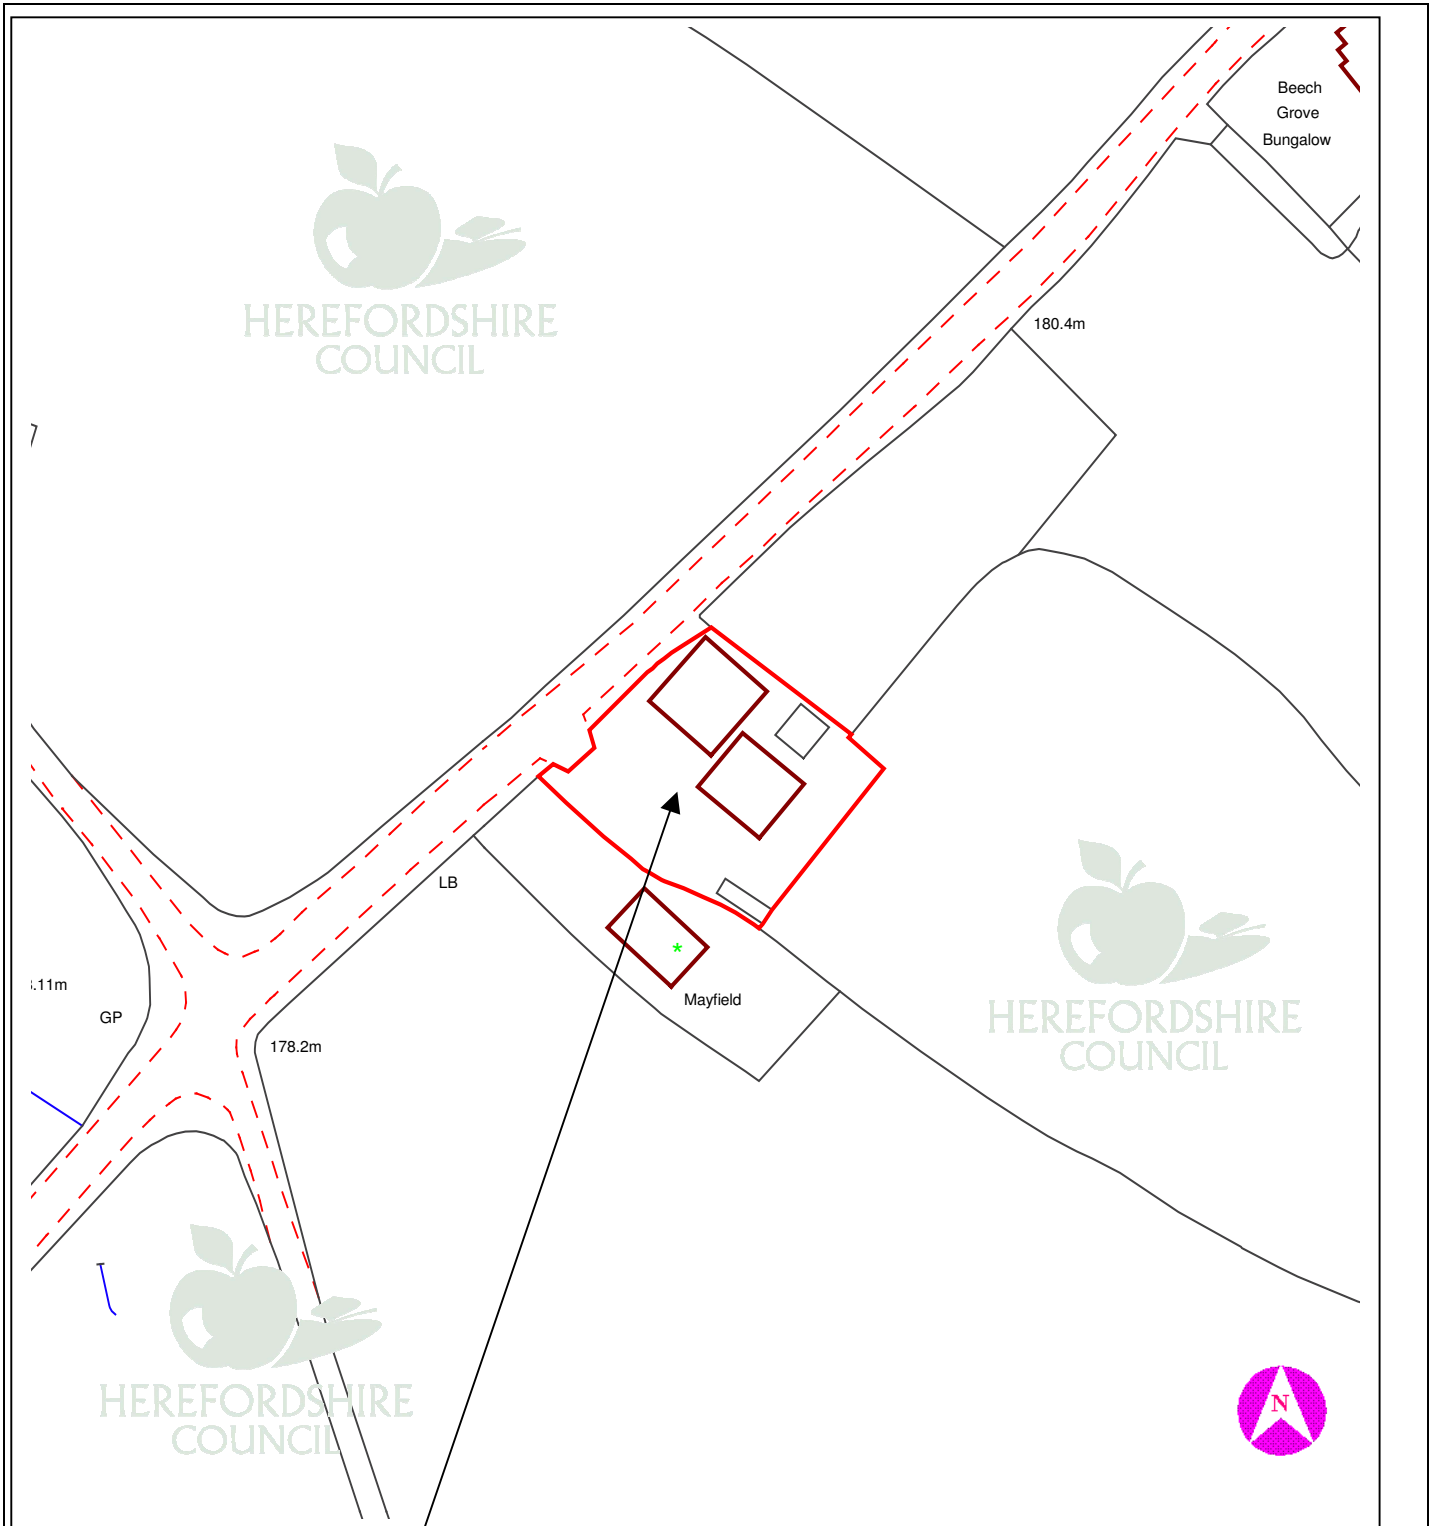 Beech
Grove
Bungalow
HEREFORDSHIRE
COUNCIL
180.4m
LB
.11m
GP
178.2m
Mayfield
HEREFORDSHIRE
COUNCIL
HEREFORDSHIRE
COUNCIL
N